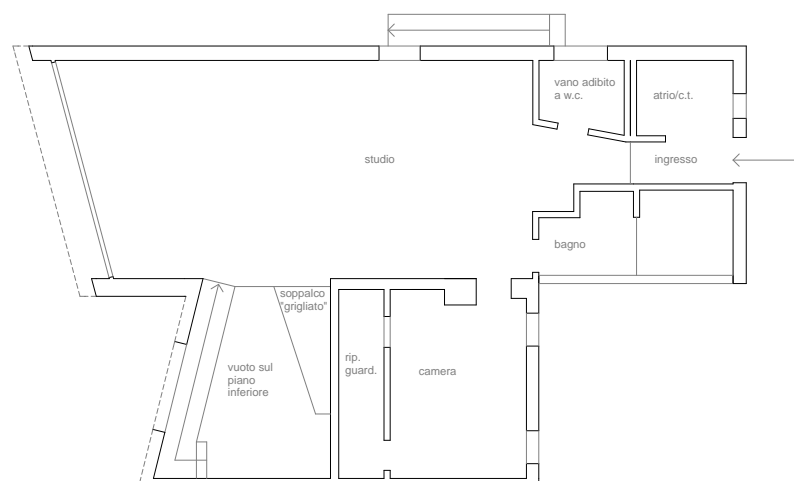 vano adibito
a w.c.
atrio/c.t.
studio
ingresso
bagno
soppalco
"grigliato"
vuoto sul
piano
inferiore
rip.
guard.
camera